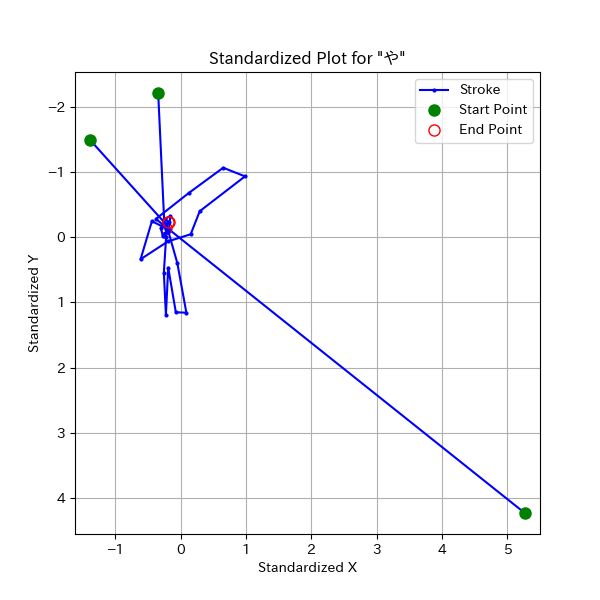 Standardized Plot for "や"
Stroke
Start Point
End Point
Standardized Y
−2
−1
0
1
2
3
4
−1 0 1 2 3 4 5
Standardized X